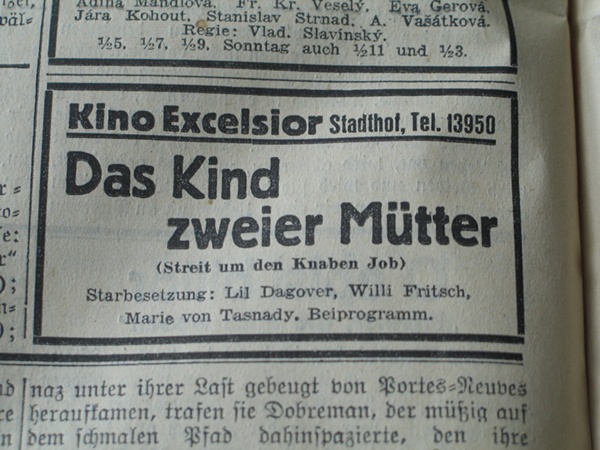 Adina Mandlová, Fr. Kr. Veselý, Eva Gerová,
Jára Kohout, Stanislav Strnad, A. Vašátková.
Regie: Vlad. Slavinský.
½5, ½7, ½9, Sonntag auch ½11 und ½3.
Kino Excelsior Stadthof, Tel. 13950
Das Kind
zweier Mütter
(Streit um den Knaben Job)
Starbesetzung: Lil Dagover, Willi Fritsch,
Marie von Tasnady. Beiprogramm.
naz unter ihrer Last gebeugt von Portes-Neuves
heraufkamen, trafen sie Dobreman, der müßig auf
dem schmalen Pfad dahinspazierte, den ihre